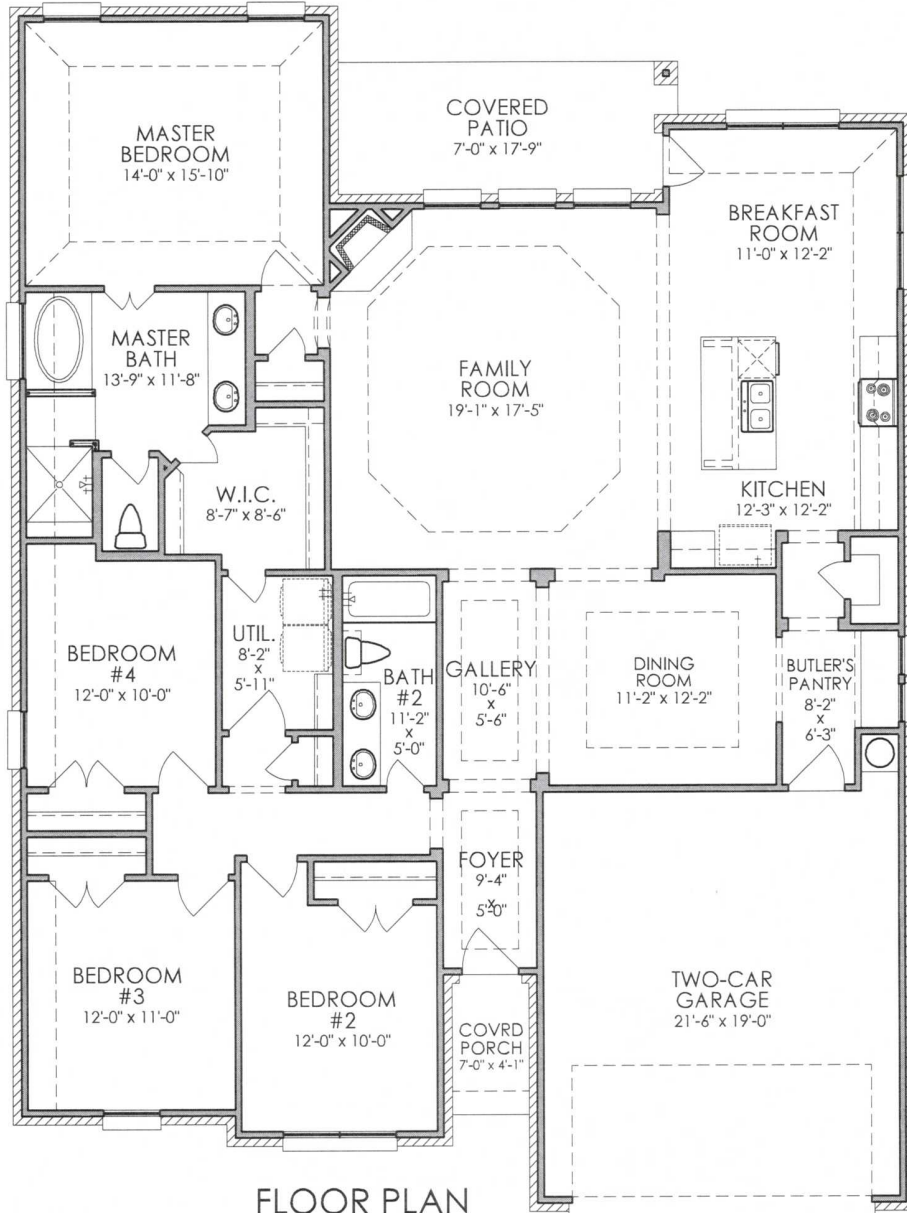 COVERED
PATIO
7'-0" x 17'-9"
MASTER
BEDROOM
14'-0" x 15'-10"
BREAKFAST
ROOM
11'-0" x 12'-2"
MASTER
BATH
13'-9" x 11'-8"
FAMILY
ROOM
19'-1" x 17'-5"
W.I.C.
8'-7" x 8'-6"
KITCHEN
12'-3" x 12'-2"
BEDROOM
#4
12'-0" x 10'-0"
UTIL.
8'-2"
x
5'-11"
BATH
#2
11'-2"
x
5'-0"
GALLERY
10'-6"
x
5'-6"
DINING
ROOM
11'-2" x 12'-2"
BUTLER'S
PANTRY
8'-2"
x
6'-3"
FOYER
9'-4"
x
5'-0"
BEDROOM
#3
12'-0" x 11'-0"
BEDROOM
#2
12'-0" x 10'-0"
COVRD
PORCH
7'-0" x 4'-1"
TWO-CAR
GARAGE
21'-6" x 19'-0"
FLOOR PLAN